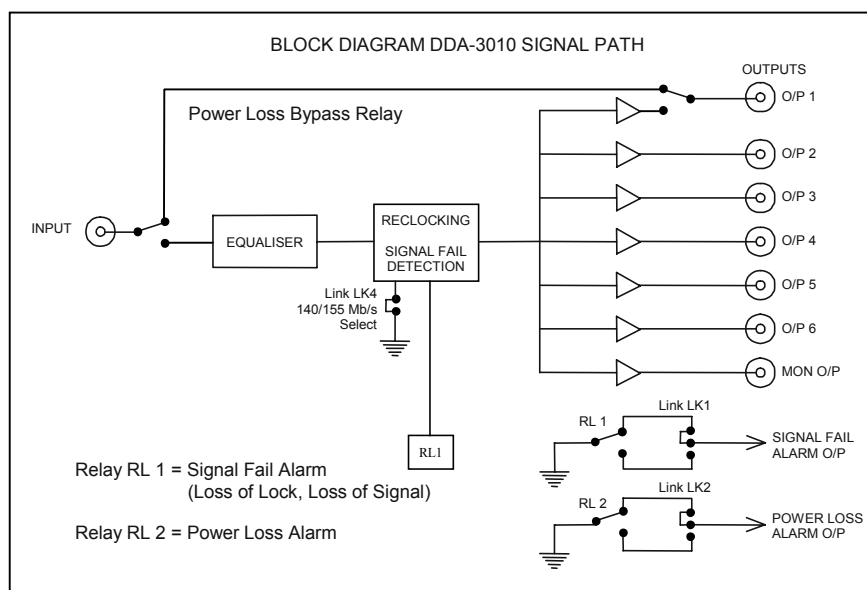 BLOCK DIAGRAM DDA-3010 SIGNAL PATH
OUTPUTS
O/P 1
Power Loss Bypass Relay
O/P 2
O/P 3
INPUT
EQUALISER
RECLOCKING
SIGNAL FAIL
DETECTION
O/P 4
Link LK4
140/155 Mb/s
Select
O/P 5
O/P 6
MON O/P
RL1
RL 1
Link LK1
SIGNAL FAIL
ALARM O/P
Relay RL 1 = Signal Fail Alarm
(Loss of Lock, Loss of Signal)
RL 2
Link LK2
POWER LOSS
ALARM O/P
Relay RL 2 = Power Loss Alarm